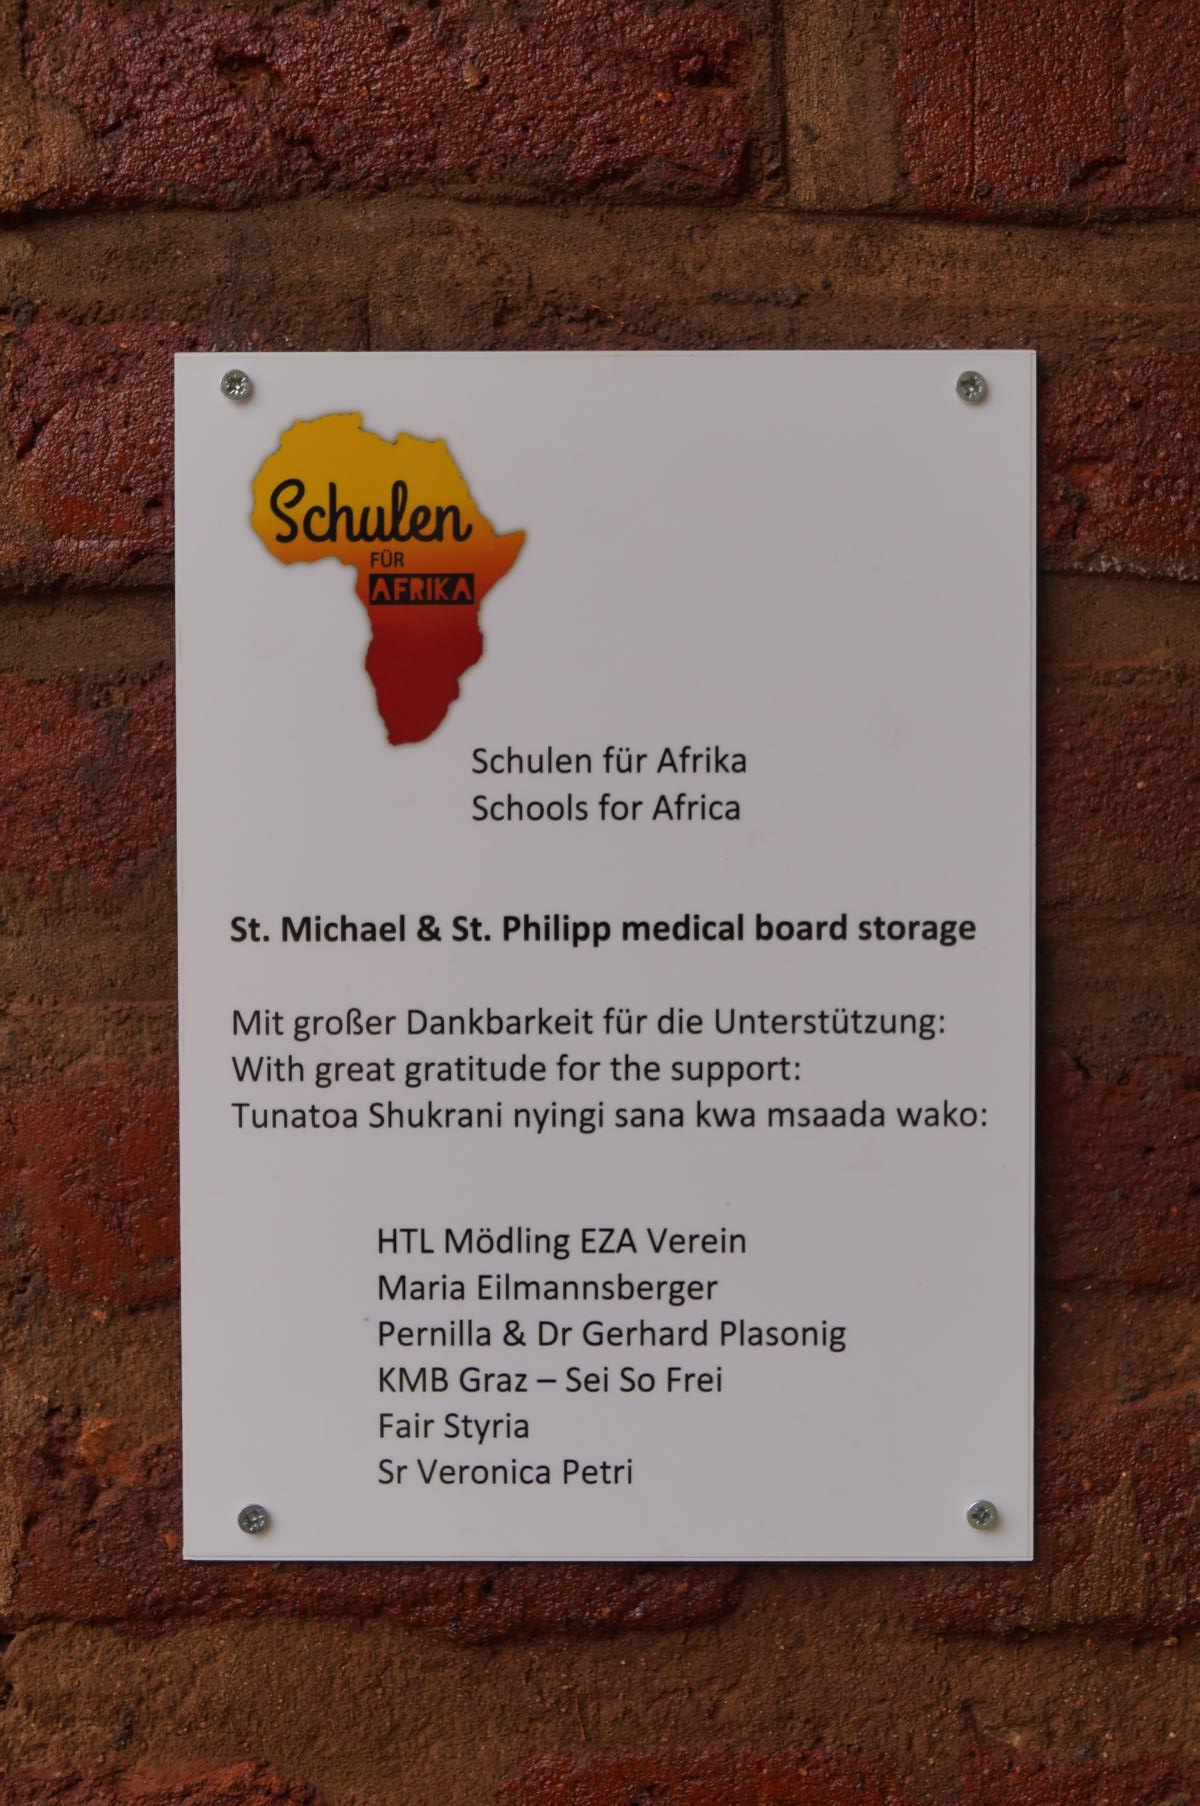 Schulen
FÜR
AFRIKA
Schulen für Afrika
Schools for Africa
St. Michael & St. Philipp medical board storage
Mit großer Dankbarkeit für die Unterstützung:
With great gratitude for the support:
Tunatoa Shukrani nyingi sana kwa msaada wako:
HTL Mödling EZA Verein
Maria Eilmannsberger
Pernilla & Dr Gerhard Plasonig
KMB Graz – Sei So Frei
Fair Styria
Sr Veronica Petri